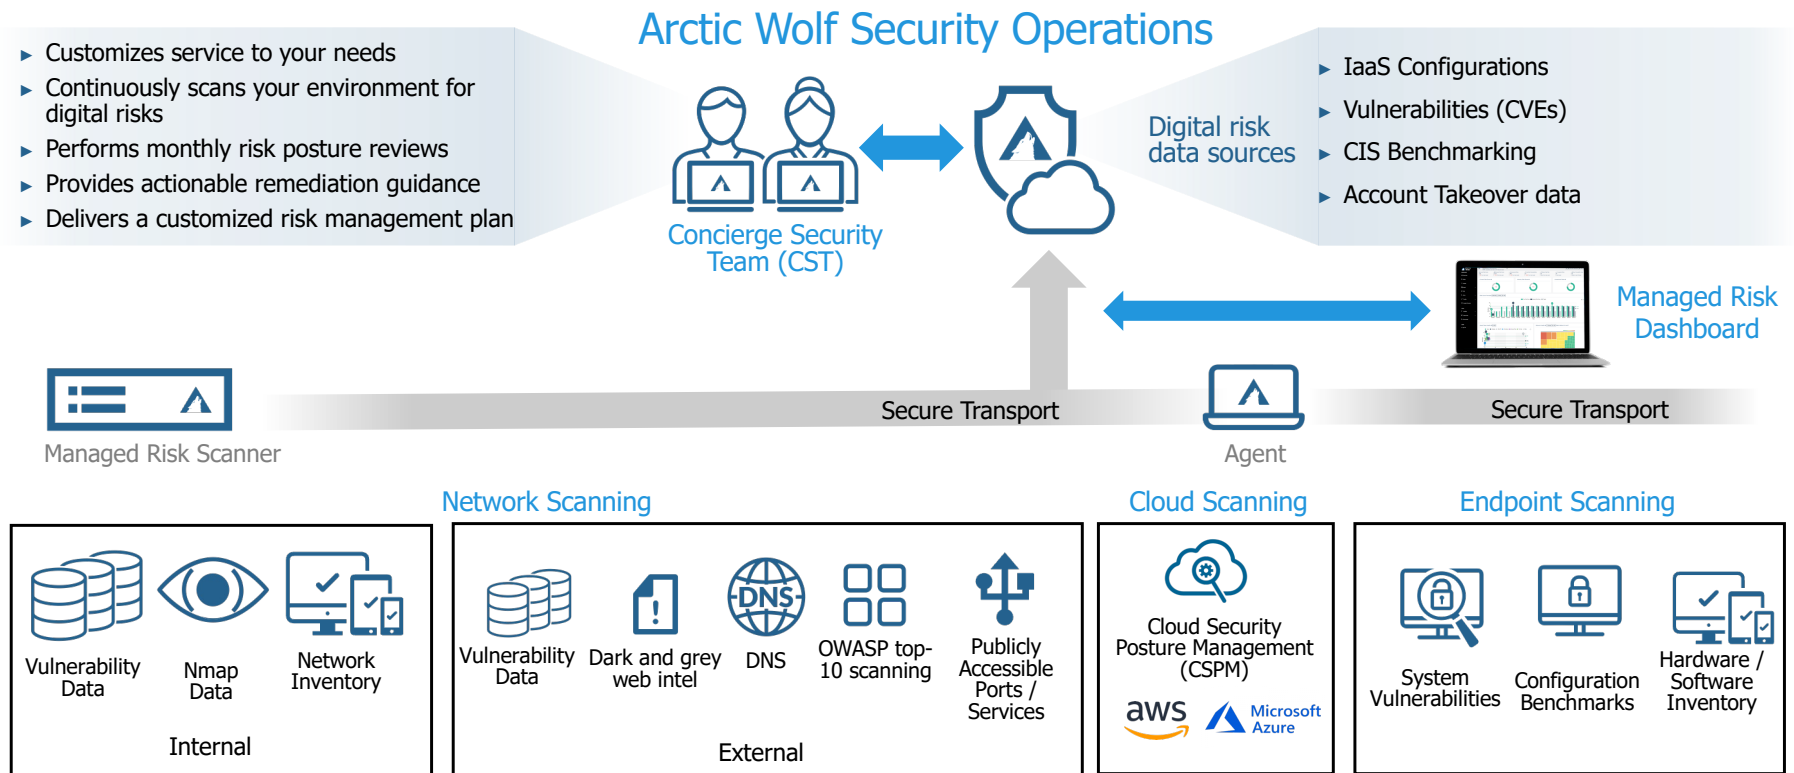 Arctic Wolf Security Operations
► Customizes service to your needs
► Continuously scans your environment for
digital risks
► Performs monthly risk posture reviews
► Provides actionable remediation guidance
► Delivers a customized risk management plan
Concierge Security
Team (CST)
Digital risk
data sources
► IaaS Configurations
► Vulnerabilities (CVEs)
► CIS Benchmarking
► Account Takeover data
Managed Risk
Dashboard
Secure Transport
Secure Transport
Managed Risk Scanner
Agent
Network Scanning
Cloud Scanning
Endpoint Scanning
Vulnerability
Data
Nmap
Data
Network
Inventory
Internal
Vulnerability
Data
Dark and grey
web intel
DNS
DNS
OWASP top-
10 scanning
Publicly
Accessible
Ports /
Services
External
Cloud Security
Posture Management
(CSPM)
aws
Microsoft
Azure
System
Vulnerabilities
Configuration
Benchmarks
Hardware /
Software
Inventory